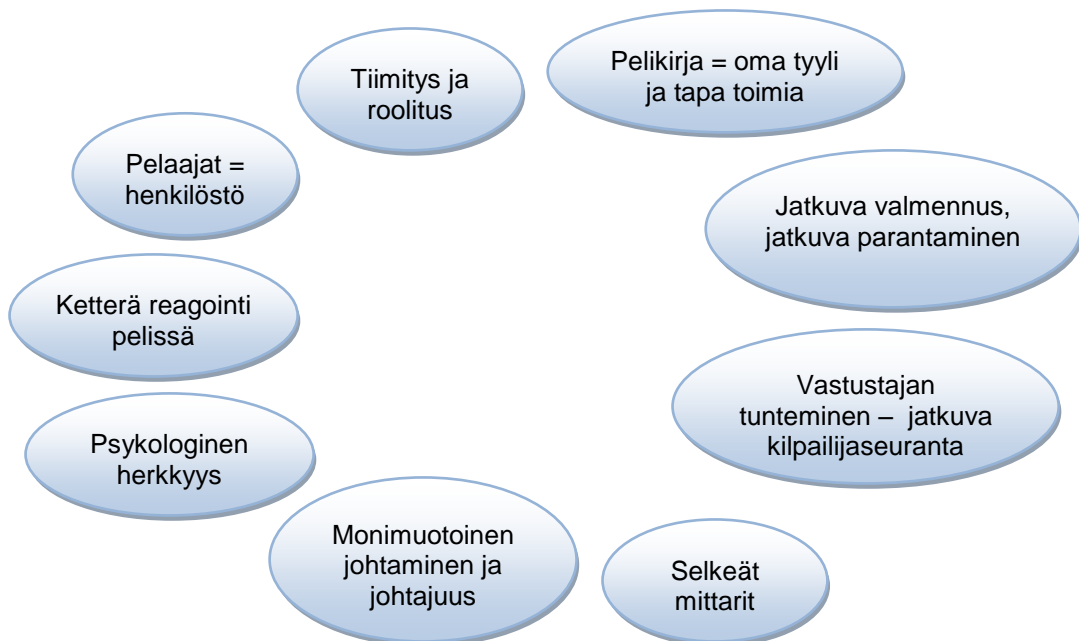 Tiimitys ja
roolitus
Pelikirja = oma tyyli
ja tapa toimia
Pelaajat =
henkilöstö
Jatkuva valmennus,
jatkuva parantaminen
Ketterä reagointi
pelissä
Vastustajan
tunteminen – jatkuva
kilpailijaseuranta
Psykologinen
herkkyys
Monimuotoinen
johtaminen ja
johtajuus
Selkeät
mittarit